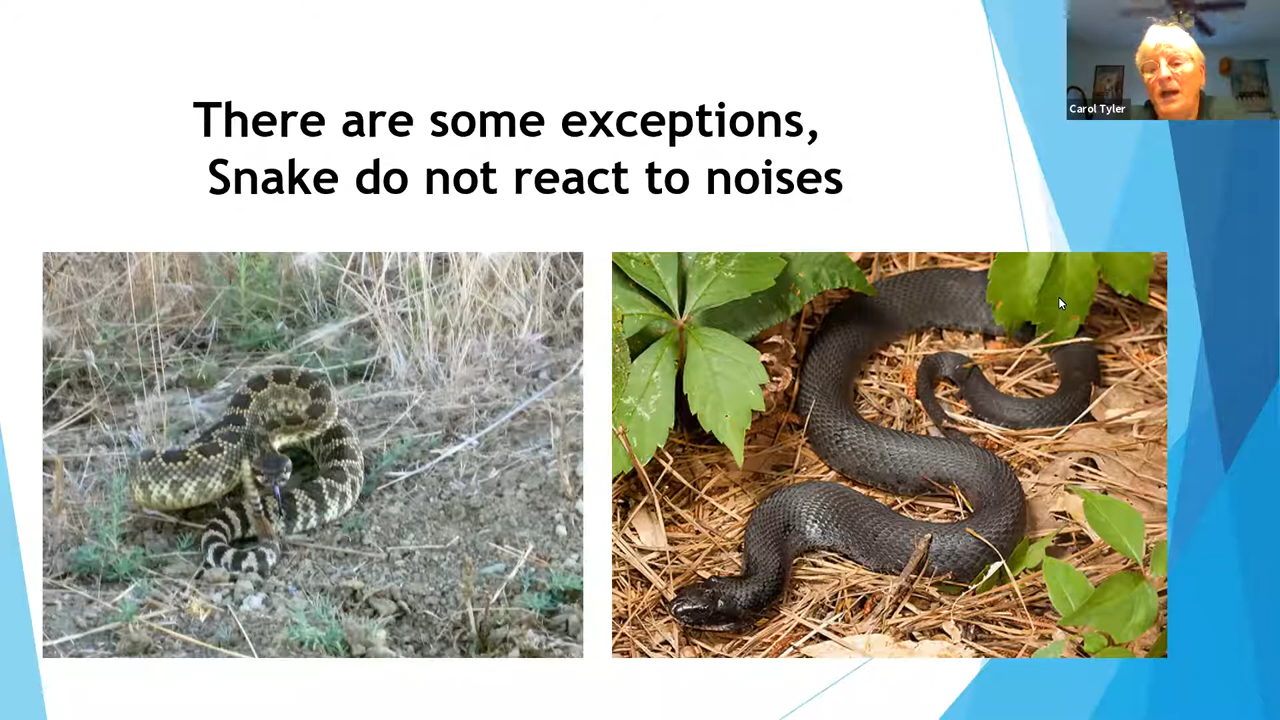 There are some exceptions,
Snake do not react to noises
Carol Tyler